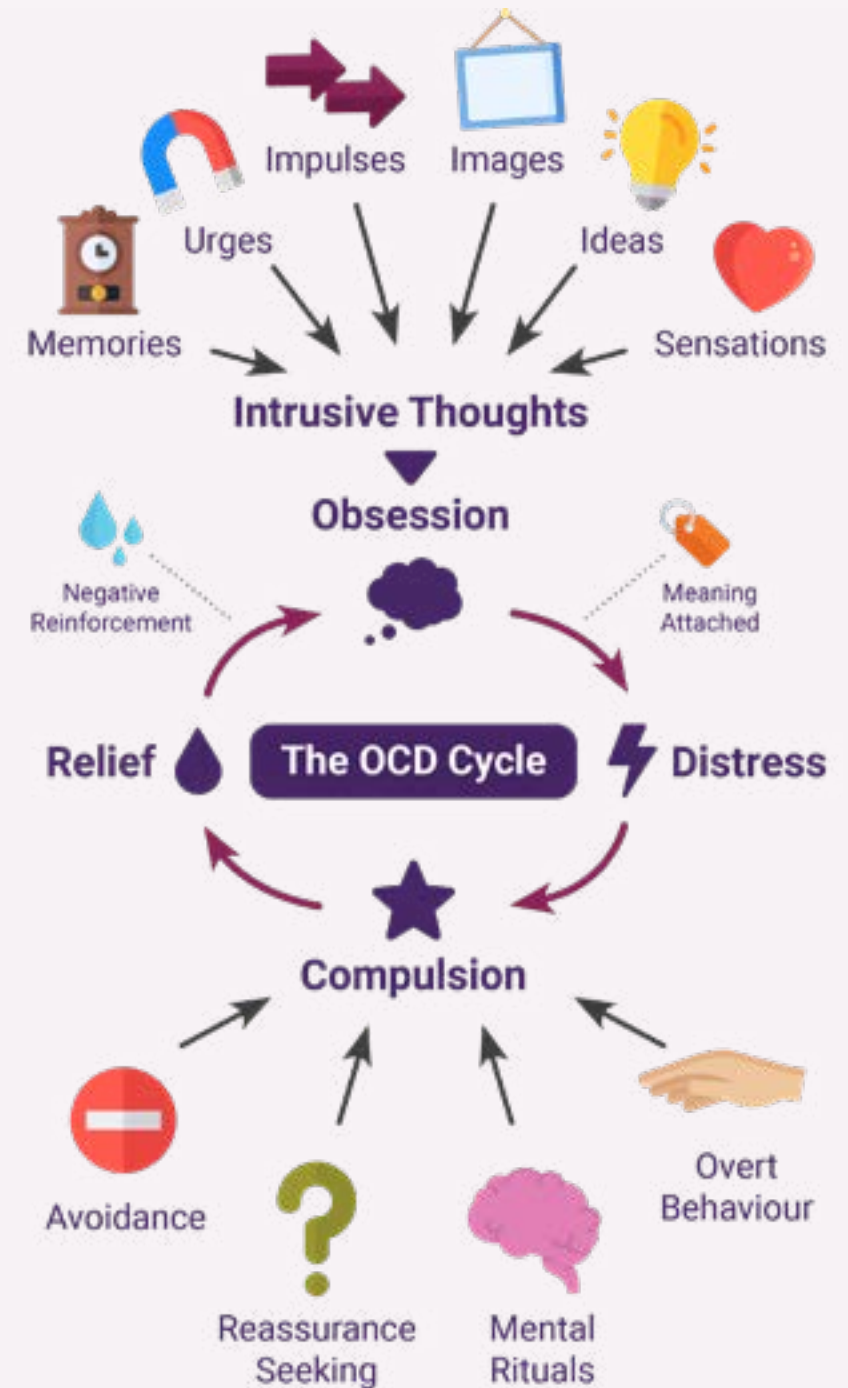 Impulses
Images
Urges
Ideas
Memories
Sensations
Intrusive Thoughts
Obsession
Negative
Reinforcement
Meaning
Attached
Relief
The OCD Cycle
Distress
Compulsion
Avoidance
Reassurance
Seeking
Mental
Rituals
Overt
Behaviour